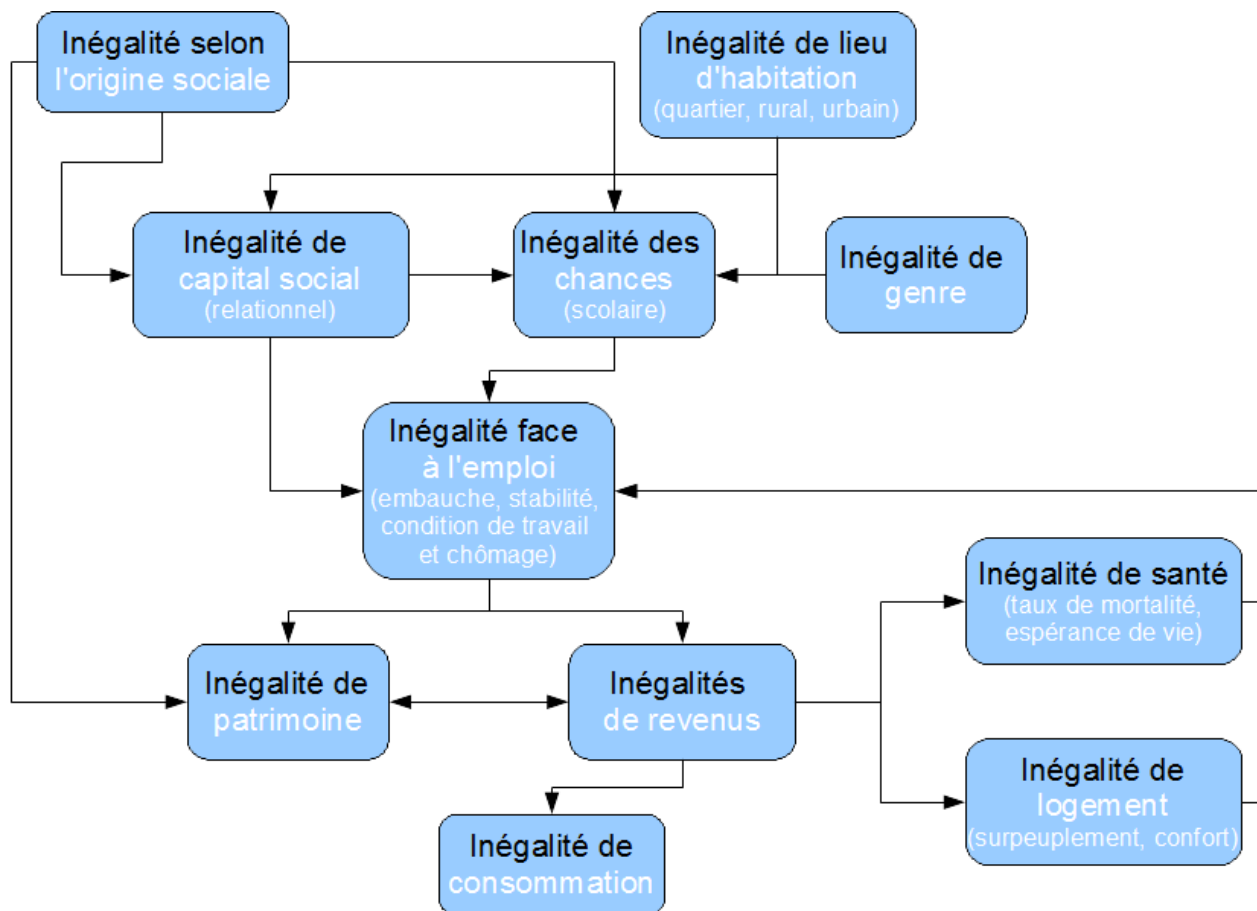 Inégalité selon
l'origine sociale
Inégalité de lieu
d'habitation
(quartier, rural, urbain)
Inégalité de
capital social
(relationnel)
Inégalité des
chances
(scolaire)
Inégalité de
genre
Inégalité face
à l'emploi
(embauche, stabilité,
condition de travail
et chômage)
Inégalité de santé
(taux de mortalité,
espérance de vie)
Inégalité de
patrimoine
Inégalités
de revenus
Inégalité de
logement
(surpeuplement, confort)
Inégalité de
consommation